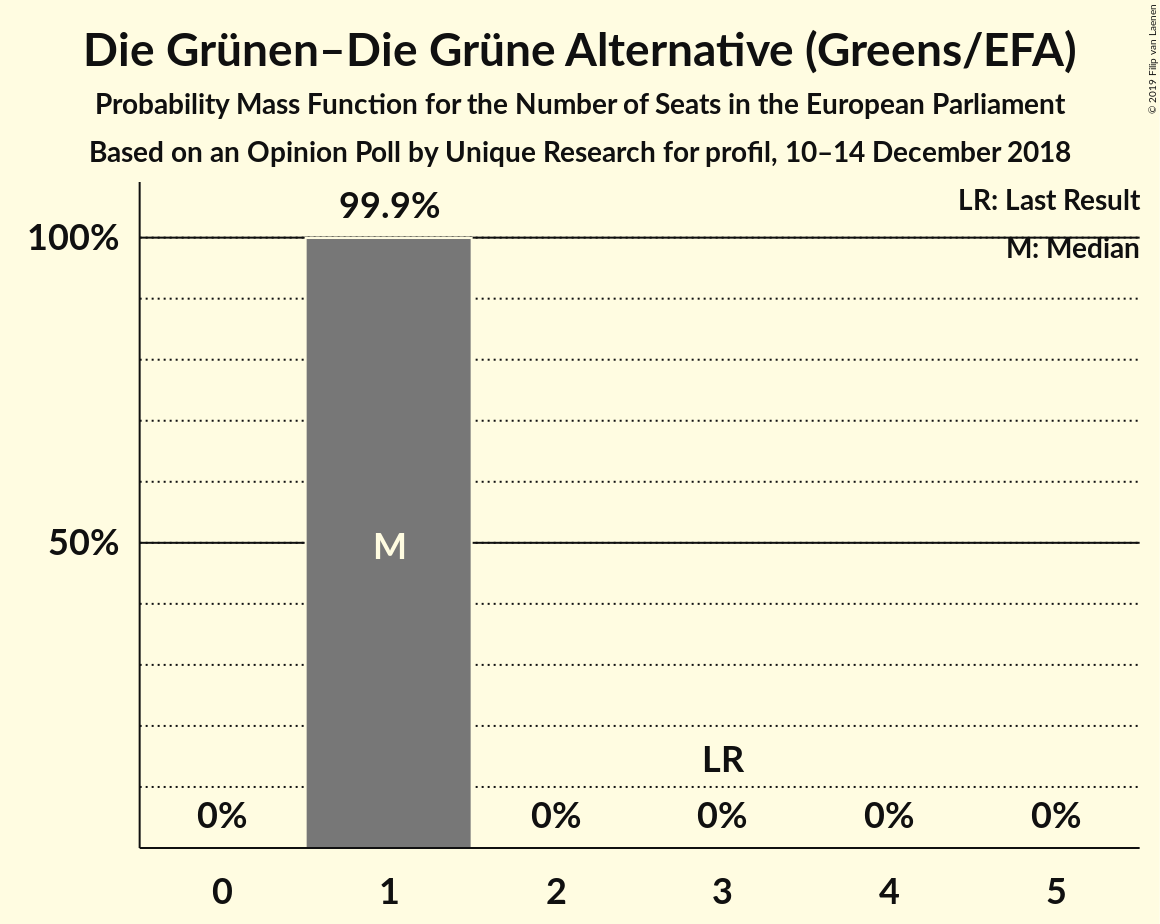 Die Grünen–Die Grüne Alternative (Greens/EFA)
Probability Mass Function for the Number of Seats in the European Parliament
Based on an Opinion Poll by Unique Research for profil, 10–14 December 2018
© 2019 Filip van Laenen
LR: Last Result
M: Median
99.9%
100%
50%
M
LR
0% 0% 0% 0% 0%
0 1 2 3 4 5